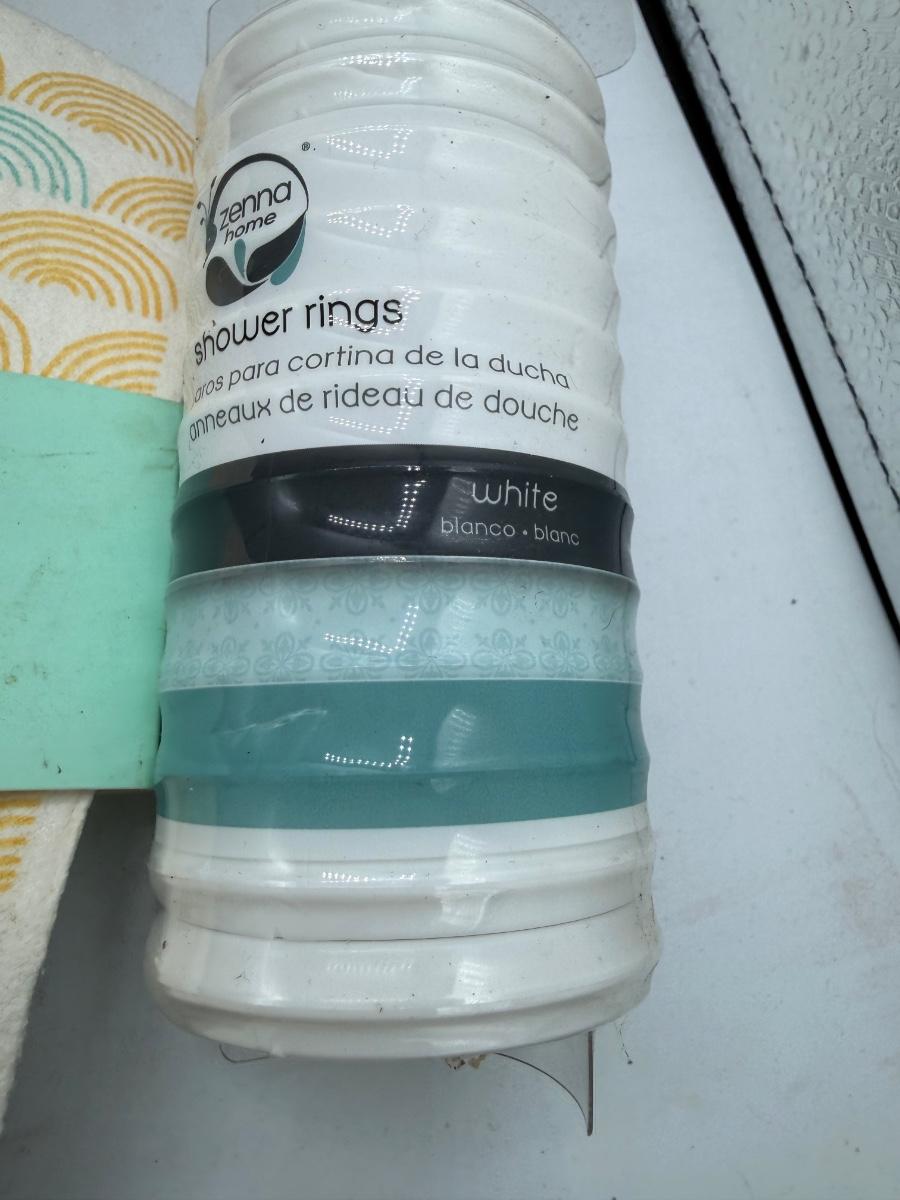 zenna
home
®
shower rings
aros para cortina de la ducha
anneaux de rideau de douche
white
blanco • blanc